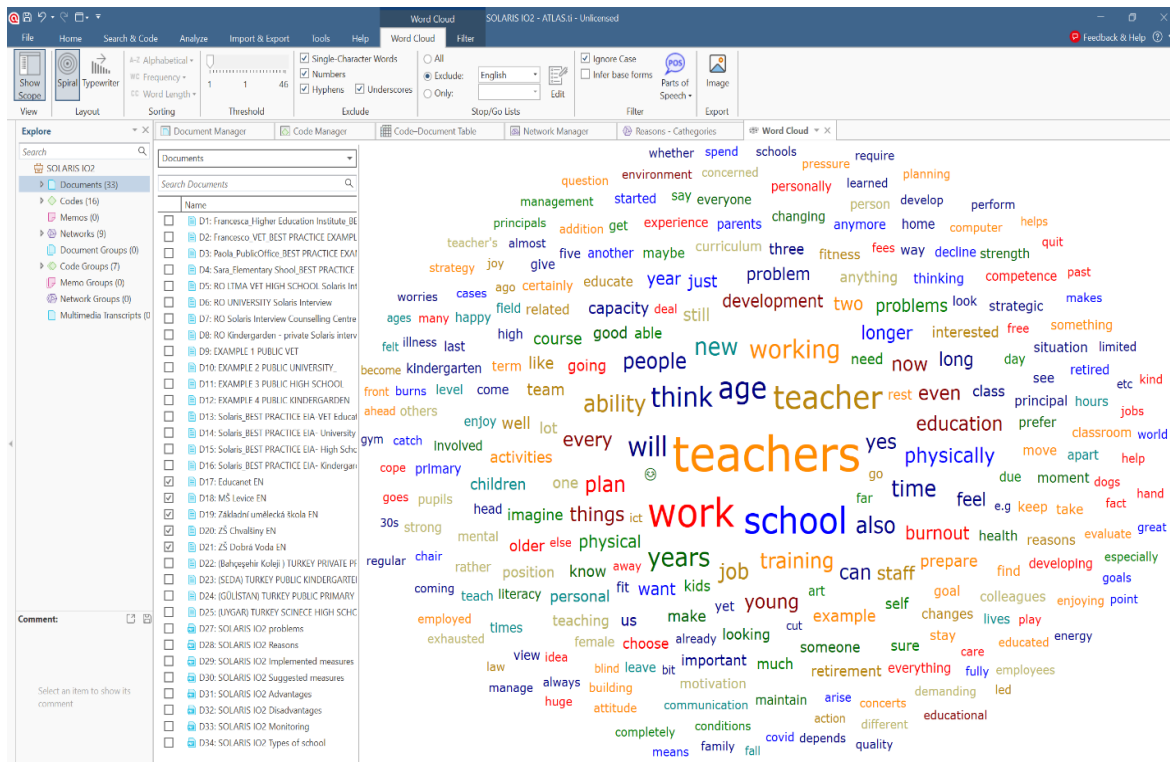 Word Cloud SOLARIS IO2 - ATLAS.ti - Unlicensed
File Home Search & Code Analyze Import & Export Tools Help Word Cloud Filter Feedback & Help
Show Scope Spiral Typewriter A-Z Alphabetical WC Frequency CC Word Length 1 1 46 Single-Character Words Numbers Hyphens Underscores All Exclude: English Only: Edit Ignore Case Infer base forms POS Parts of Speech Image
View Layout Sorting Threshold Exclude Stop/Go Lists Filter Export
Explore Document Manager Code Manager Code-Document Table Network Manager Reasons - Cathegories Word Cloud
Search
SOLARIS IO2
Documents (33)
Codes (16)
Memos (0)
Networks (9)
Document Groups (0)
Code Groups (7)
Memo Groups (0)
Network Groups (0)
Multimedia Transcripts (0
Comment:
Select an item to show its
comment
Documents
Search Documents
Name
D1: Francesca_Higher Education Institute_BE
D2: Francesco_VET_BEST PRACTICE EXAMPL
D3: Paola_PublicOffice_BEST PRACTICE EXAM
D4: Sara_Elementary Shool_BEST PRACTICE
D5: RO LTMA VET HIGH SCHOOL Solaris Int
D6: RO UNIVERSITY Solaris Interview
D7: RO Solaris Interview Counselling Centre
D8: RO Kindergarden - private Solaris interv
D9: EXAMPLE 1 PUBLIC VET
D10: EXAMPLE 2 PUBLIC UNIVERSITY_
D11: EXAMPLE 3 PUBLIC HIGH SCHOOL
D12: EXAMPLE 4 PUBLIC KINDERGARDEN
D13: Solaris_BEST PRACTICE EIA- VET Educat
D14: Solaris_BEST PRACTICE EIA- University
D15: Solaris_BEST PRACTICE EIA- High Schc
D16: Solaris_BEST PRACTICE EIA- Kindergarc
D17: Educanet EN
D18: MŠ Levice EN
D19: Základní umělecká škola EN
D20: ZŠ Chvalšiny EN
D21: ZŠ Dobrá Voda EN
D22: (Bahçeşehir Koleji ) TURKEY PRIVATE PF
D23: (SEDA) TURKEY PUBLIC KINDERGARTEI
D24: (GÜLİSTAN) TURKEY PUBLIC PRIMARY
D25: (UYGAR) TURKEY SCINECE HIGH SCHC
D27: SOLARIS IO2 problems
D28: SOLARIS IO2 Reasons
D29: SOLARIS IO2 Implemented measures
D30: SOLARIS IO2 Suggested measures
D31: SOLARIS IO2 Advantages
D32: SOLARIS IO2 Disadvantages
D33: SOLARIS IO2 Monitoring
D34: SOLARIS IO2 Types of school
whether spend schools require
question environment concerned pressure planning
management started say everyone personally learned person develop perform
principals addition get experience parents changing anymore home computer helps
teacher's almost five another maybe curriculum three fitness fees way decline strength quit
strategy joy give ago certainly educate year just problem anything thinking competence past
worries cases field related capacity deal still development two problems look strategic makes
ages many happy high course good able new working longer interested free something
felt illness last situation limited
become kindergarten term like going people need now long day retired
front burns level come team think age teacher rest even class see etc kind
ahead others enjoy well lot ability education prefer principal hours jobs
gym catch involved every will teachers yes physically classroom world
cope primary activities move apart help
goes pupils children one plan ☺ go time feel due moment dogs hand
30s strong head imagine things ict work school also far e.g keep take fact
mental older else physical years burnout health reasons evaluate great
regular chair rather position know away job training can staff prepare find developing especially
coming teach literacy personal fit want kids young art self goal colleagues enjoying point goals
employed times teaching us make yet example changes lives play
exhausted female choose already looking cut someone sure stay educated energy
law view idea blind leave bit important much retirement everything care fully employees
manage always building motivation demanding led
huge attitude communication maintain arise concerts
completely conditions action different educational
means family fall covid depends quality